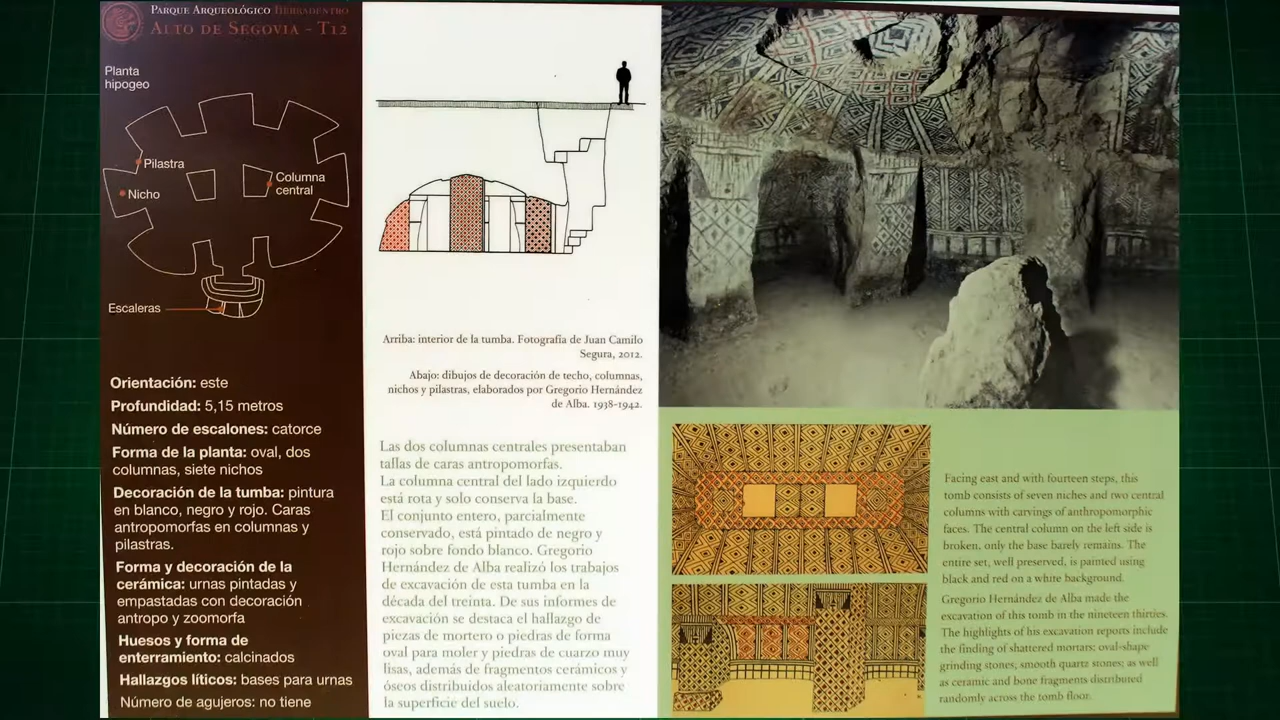 PARQUE ARQUEOLÓGICO TIERRADENTRO
ALTO DE SEGOVIA - T12
Planta
hipogeo
Pilastra
Nicho
Columna
central
Escaleras
Orientación: este
Profundidad: 5,15 metros
Número de escalones: catorce
Forma de la planta: oval, dos
columnas, siete nichos
Decoración de la tumba: pintura
en blanco, negro y rojo. Caras
antropomorfas en columnas y
pilastras.
Forma y decoración de la
cerámica: urnas pintadas y
empastadas con decoración
antropo y zoomorfa
Huesos y forma de
enterramiento: calcinados
Hallazgos líticos: bases para urnas
Número de agujeros: no tiene
Arriba: interior de la tumba. Fotografía de Juan Camilo
Segura, 2012.
Abajo: dibujos de decoración de techo, columnas,
nichos y pilastras, elaborados por Gregorio Hernández
de Alba. 1938-1942.
Las dos columnas centrales presentaban
tallas de caras antropomorfas.
La columna central del lado izquierdo
está rota y solo conserva la base.
El conjunto entero, parcialmente
conservado, está pintado de negro y
rojo sobre fondo blanco. Gregorio
Hernández de Alba realizó los trabajos
de excavación de esta tumba en la
década del treinta. De sus informes de
excavación se destaca el hallazgo de
piezas de mortero o piedras de forma
oval para moler y piedras de cuarzo muy
lisas, además de fragmentos cerámicos y
óseos distribuidos aleatoriamente sobre
la superficie del suelo.
Facing east and with fourteen steps, this
tomb consists of seven niches and two central
columns with carvings of anthropomorphic
faces. The central column on the left side is
broken, only the base barely remains. The
entire set, well preserved, is painted using
black and red on a white background.
Gregorio Hernández de Alba made the
excavation of this tomb in the nineteen thirties.
The highlights of his excavation reports include
the finding of shattered mortars; oval-shape
grinding stones; smooth quartz stones; as well
as ceramic and bone fragments distributed
randomly across the tomb floor.